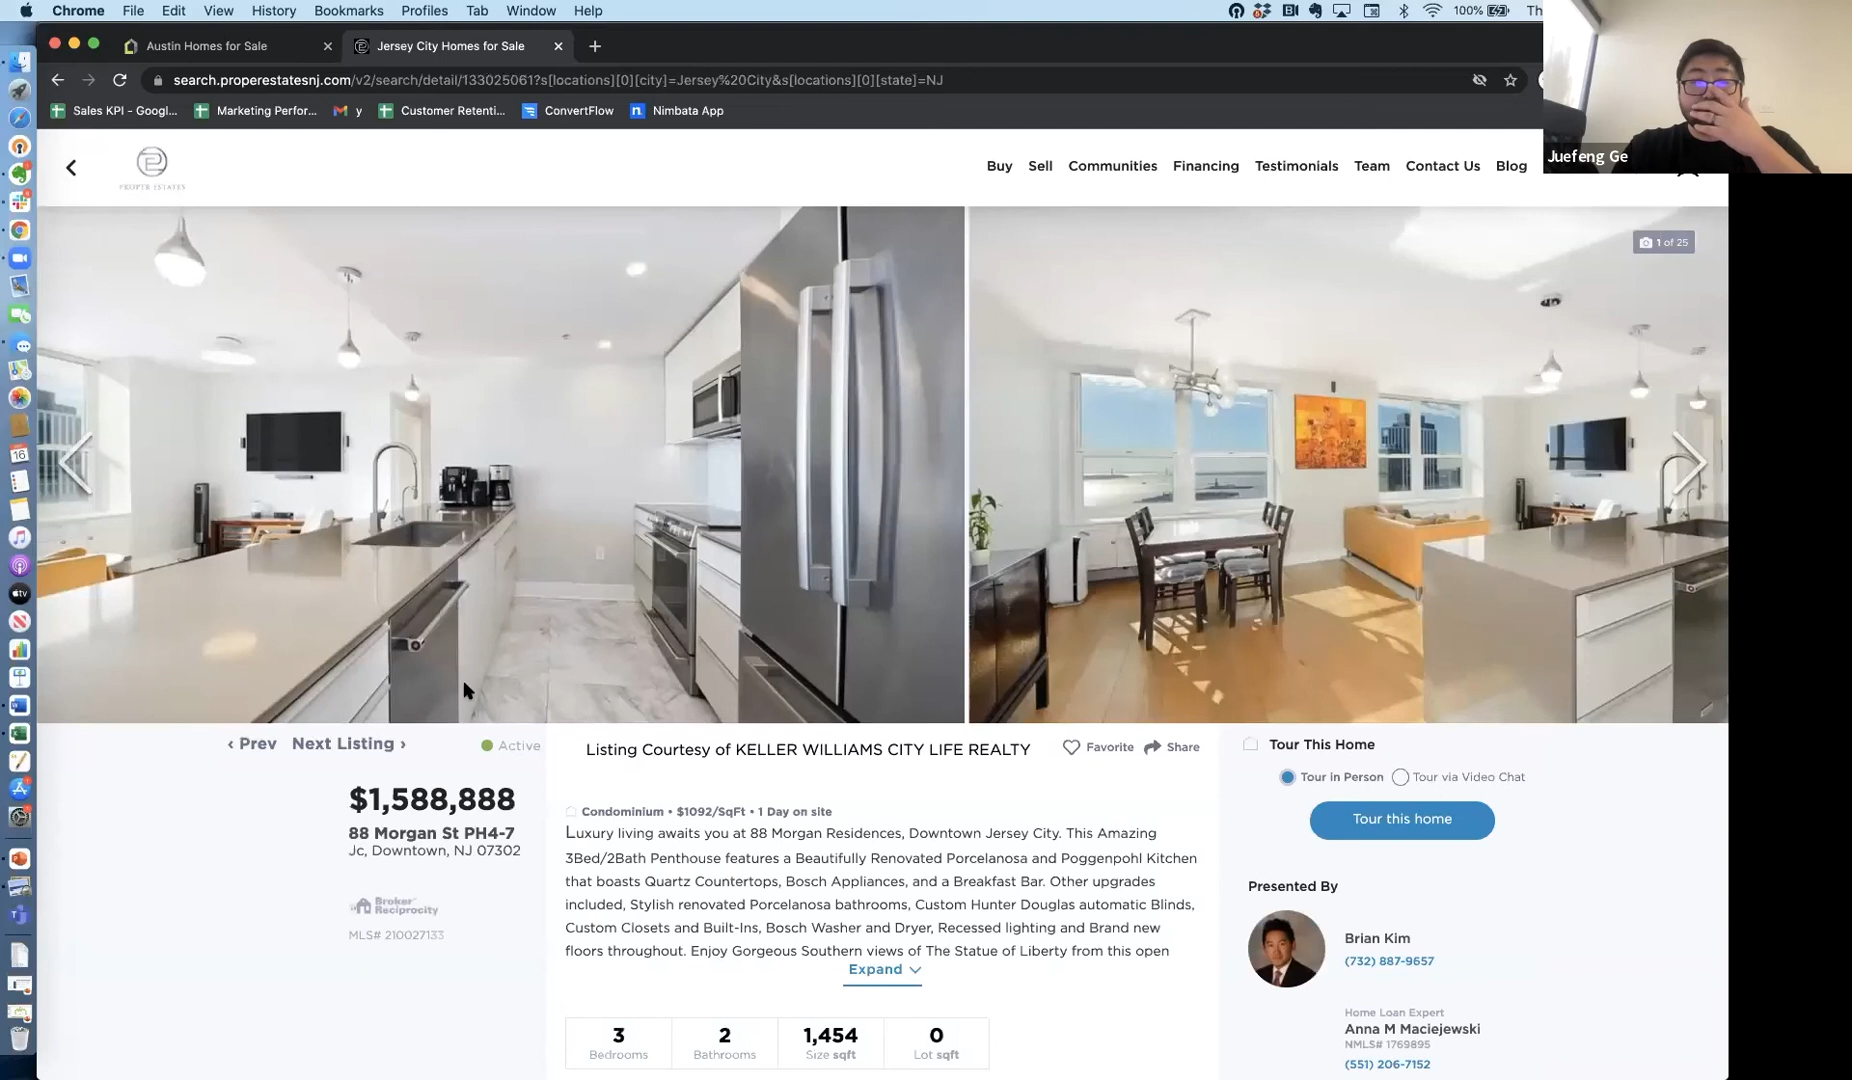 Chrome File Edit View History Bookmarks Profiles Tab Window Help
100%
Th
Austin Homes for Sale
Jersey City Homes for Sale
search.properestatesnj.com/v2/search/detail/133025061?s[locations][0][city]=Jersey%20City&s[locations][0][state]=NJ
Sales KPI - Googl...
Marketing Perfor...
y
Customer Retenti...
ConvertFlow
Nimbata App
Juefeng Ge
PROPER ESTATES
Buy Sell Communities Financing Testimonials Team Contact Us Blog
1 of 25
‹ Prev Next Listing ›
Active
Listing Courtesy of KELLER WILLIAMS CITY LIFE REALTY
Favorite
Share
Tour This Home
Tour in Person
Tour via Video Chat
Tour this home
$1,588,888
88 Morgan St PH4-7
Jc, Downtown, NJ 07302
Broker Reciprocity
MLS# 210027133
Condominium • $1092/SqFt • 1 Day on site
Luxury living awaits you at 88 Morgan Residences, Downtown Jersey City. This Amazing
3Bed/2Bath Penthouse features a Beautifully Renovated Porcelanosa and Poggenpohl Kitchen
that boasts Quartz Countertops, Bosch Appliances, and a Breakfast Bar. Other upgrades
included, Stylish renovated Porcelanosa bathrooms, Custom Hunter Douglas automatic Blinds,
Custom Closets and Built-Ins, Bosch Washer and Dryer, Recessed lighting and Brand new
floors throughout. Enjoy Gorgeous Southern views of The Statue of Liberty from this open
Expand
3 2 1,454 0
Bedrooms Bathrooms Size sqft Lot sqft
Presented By
Brian Kim
(732) 887-9657
Home Loan Expert
Anna M Maciejewski
NMLS# 1769895
(551) 206-7152